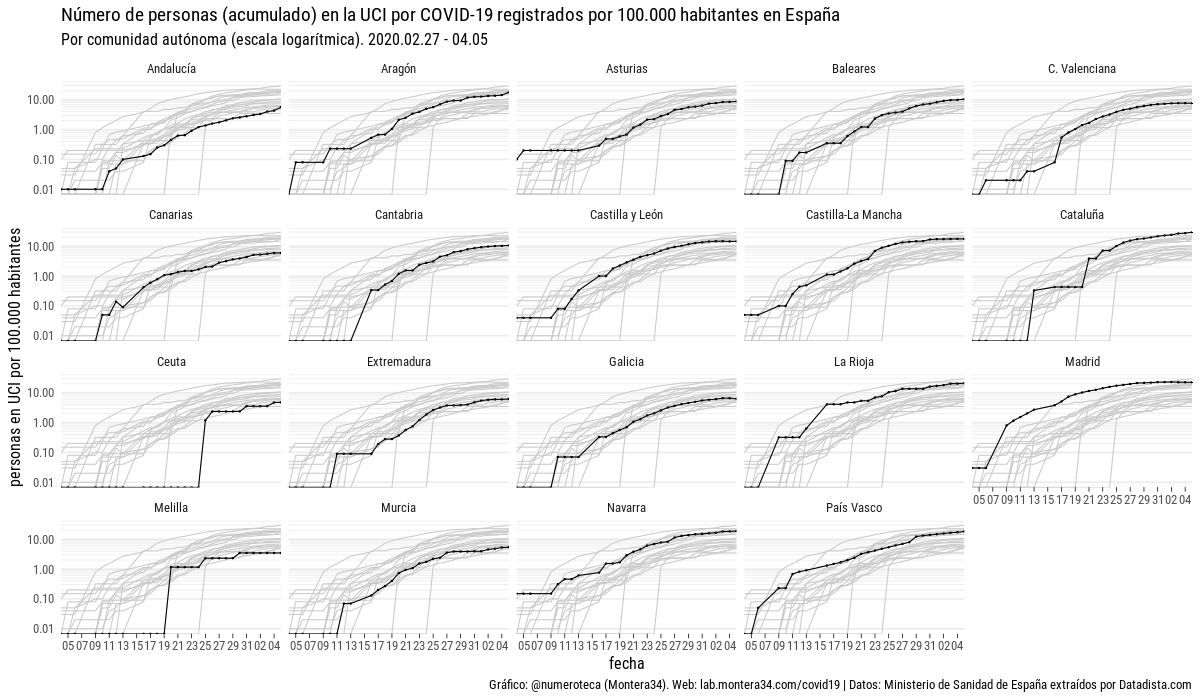 Número de personas (acumulado) en la UCI por COVID-19 registrados por 100.000 habitantes en España
Por comunidad autónoma (escala logarítmica). 2020.02.27 - 04.05
personas en UCI por 100.000 habitantes
Andalucía Aragón Asturias Baleares C. Valenciana
10.00
1.00
0.10
0.01
Canarias Cantabria Castilla y León Castilla-La Mancha Cataluña
10.00
1.00
0.10
0.01
Ceuta Extremadura Galicia La Rioja Madrid
10.00
1.00
0.10
0.01
05 07 09 11 13 15 17 19 21 23 25 27 29 31 02 04
Melilla Murcia Navarra País Vasco
10.00
1.00
0.10
0.01
05 07 09 11 13 15 17 19 21 23 25 27 29 31 02 04 05 07 09 11 13 15 17 19 21 23 25 27 29 31 02 04 05 07 09 11 13 15 17 19 21 23 25 27 29 31 02 04 05 07 09 11 13 15 17 19 21 23 25 27 29 31 02 04
fecha
Gráfico: @numeroteca (Montera34). Web: lab.montera34.com/covid19 | Datos: Ministerio de Sanidad de España extraídos por Datadista.com